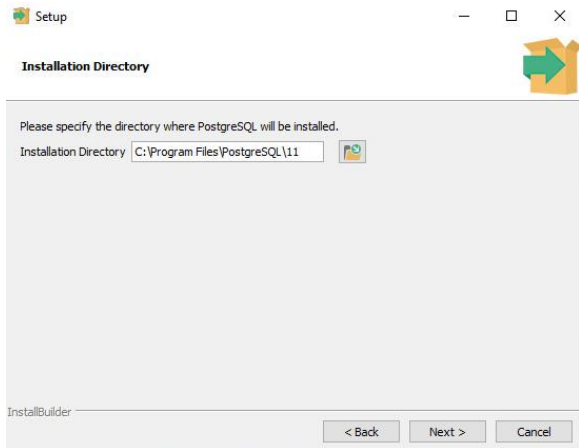 Setup
Installation Directory
Please specify the directory where PostgreSQL will be installed.
Installation Directory C:\Program Files\PostgreSQL\11
InstallBuilder
< Back Next > Cancel